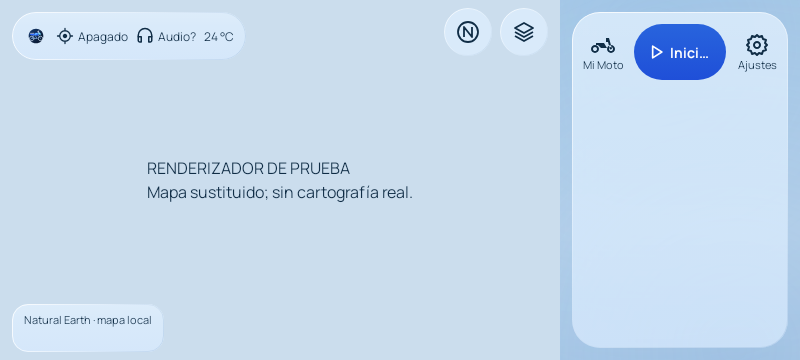 Apagado Audio? 24 °C
N
RENDERIZADOR DE PRUEBA
Mapa sustituido; sin cartografía real.
Natural Earth · mapa local
Mi Moto
Inici...
Ajustes